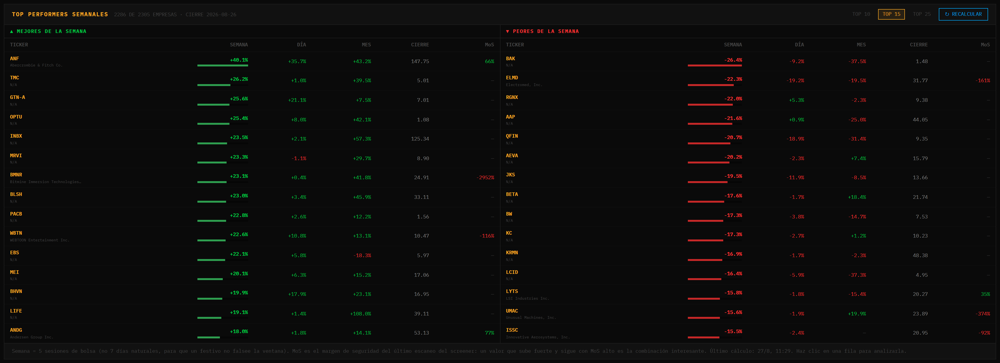 TOP PERFORMERS SEMANALES 2286 DE 2305 EMPRESAS · CIERRE 2026-08-26 TOP 10 TOP 15 TOP 25 ↻ RECALCULAR
▲ MEJORES DE LA SEMANA
TICKER SEMANA DÍA MES CIERRE MoS
ANF +40.1% +35.7% +43.2% 147.75 66%
Abercrombie & Fitch Co.
TMC +26.2% +1.0% +39.5% 5.01 —
N/A
GTN-A +25.6% +21.1% +7.5% 7.01 —
N/A
OPTU +25.4% +8.0% +42.1% 1.08 —
N/A
INBX +23.5% +2.1% +57.3% 125.34 —
N/A
MRVI +23.3% -1.1% +29.7% 8.90 —
N/A
BMNR +23.1% +0.4% +41.8% 24.91 -2952%
Bitmine Immersion Technologies…
BLSH +23.0% +3.4% +45.9% 33.11 —
N/A
PACB +22.8% +2.6% +12.2% 1.56 —
N/A
WBTN +22.6% +10.8% +13.1% 10.47 -116%
WEBTOON Entertainment Inc.
EBS +22.1% +5.8% -18.3% 5.97 —
N/A
MEI +20.1% +6.3% +15.2% 17.06 —
N/A
BHVN +19.9% +17.9% +23.1% 16.95 —
N/A
LIFE +19.1% +1.4% +108.0% 39.11 —
N/A
ANDG +18.0% +1.8% +14.1% 53.13 77%
Andersen Group Inc.
▼ PEORES DE LA SEMANA
TICKER SEMANA DÍA MES CIERRE MoS
BAK -26.4% -9.2% -37.5% 1.48 —
N/A
ELMD -22.3% -19.2% -19.5% 31.77 -161%
Electromed, Inc.
RGNX -22.0% +5.3% -2.3% 9.38 —
N/A
AAP -21.6% +0.9% -25.0% 44.05 —
N/A
QFIN -20.7% -18.9% -31.4% 9.35 —
N/A
AEVA -20.2% -2.3% +7.4% 15.79 —
N/A
JKS -19.5% -11.9% -8.5% 13.66 —
N/A
BETA -17.6% -1.7% +18.4% 21.74 —
N/A
BW -17.3% -3.8% -14.7% 7.53 —
N/A
KC -17.3% -2.7% +1.2% 10.23 —
N/A
KRMN -16.9% -1.7% -2.3% 48.38 —
N/A
LCID -16.4% -5.9% -37.3% 4.95 —
N/A
LYTS -15.8% -1.8% -15.4% 20.27 35%
LSI Industries Inc.
UMAC -15.6% -1.9% +19.9% 23.89 -374%
Unusual Machines, Inc.
ISSC -15.5% -2.4% — 20.95 -92%
Innovative Aerosystems, Inc.
Semana = 5 sesiones de bolsa (no 7 días naturales, para que un festivo no falsee la ventana). MoS es el margen de seguridad del último escaneo del screener: un valor que sube fuerte y sigue con MoS alto es la combinación interesante. Último cálculo: 27/8, 11:29. Haz clic en una fila para analizarla.